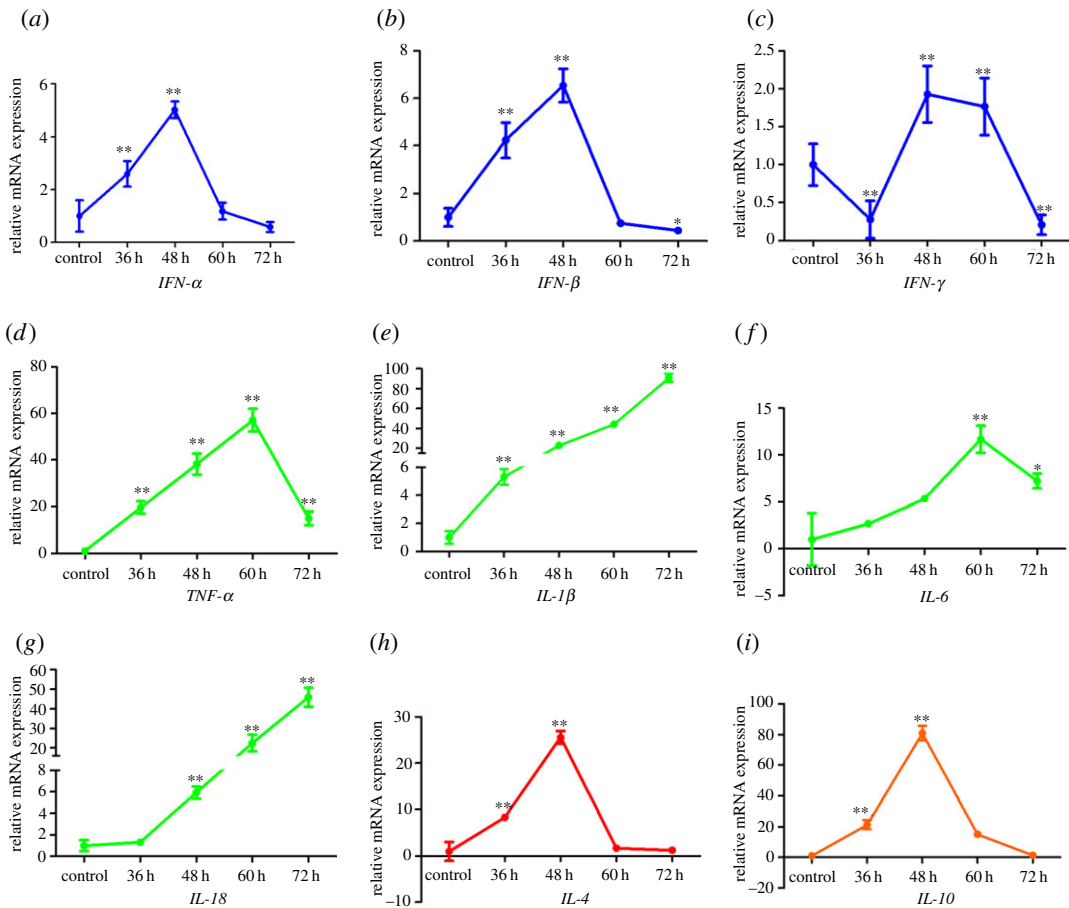 (a)
relative mRNA expression
6
4
2
0
**
**
control 36 h 48 h 60 h 72 h
IFN-α
(b)
relative mRNA expression
8
6
4
2
0
**
**
*
control 36 h 48 h 60 h 72 h
IFN-β
(c)
relative mRNA expression
2.5
2.0
1.5
1.0
0.5
0
**
**
**
**
control 36 h 48 h 60 h 72 h
IFN-γ
(d)
relative mRNA expression
80
60
40
20
0
**
**
**
**
control 36 h 48 h 60 h 72 h
TNF-α
(e)
relative mRNA expression
100
80
60
40
20
6
4
2
0
**
**
**
**
control 36 h 48 h 60 h 72 h
IL-1β
(f)
relative mRNA expression
15
10
5
0
–5
**
*
control 36 h 48 h 60 h 72 h
IL-6
(g)
relative mRNA expression
60
50
40
30
20
10
8
6
4
2
0
**
**
**
control 36 h 48 h 60 h 72 h
IL-18
(h)
relative mRNA expression
30
20
10
0
–10
**
**
control 36 h 48 h 60 h 72 h
IL-4
(i)
relative mRNA expression
100
80
60
40
20
0
–20
**
**
control 36 h 48 h 60 h 72 h
IL-10